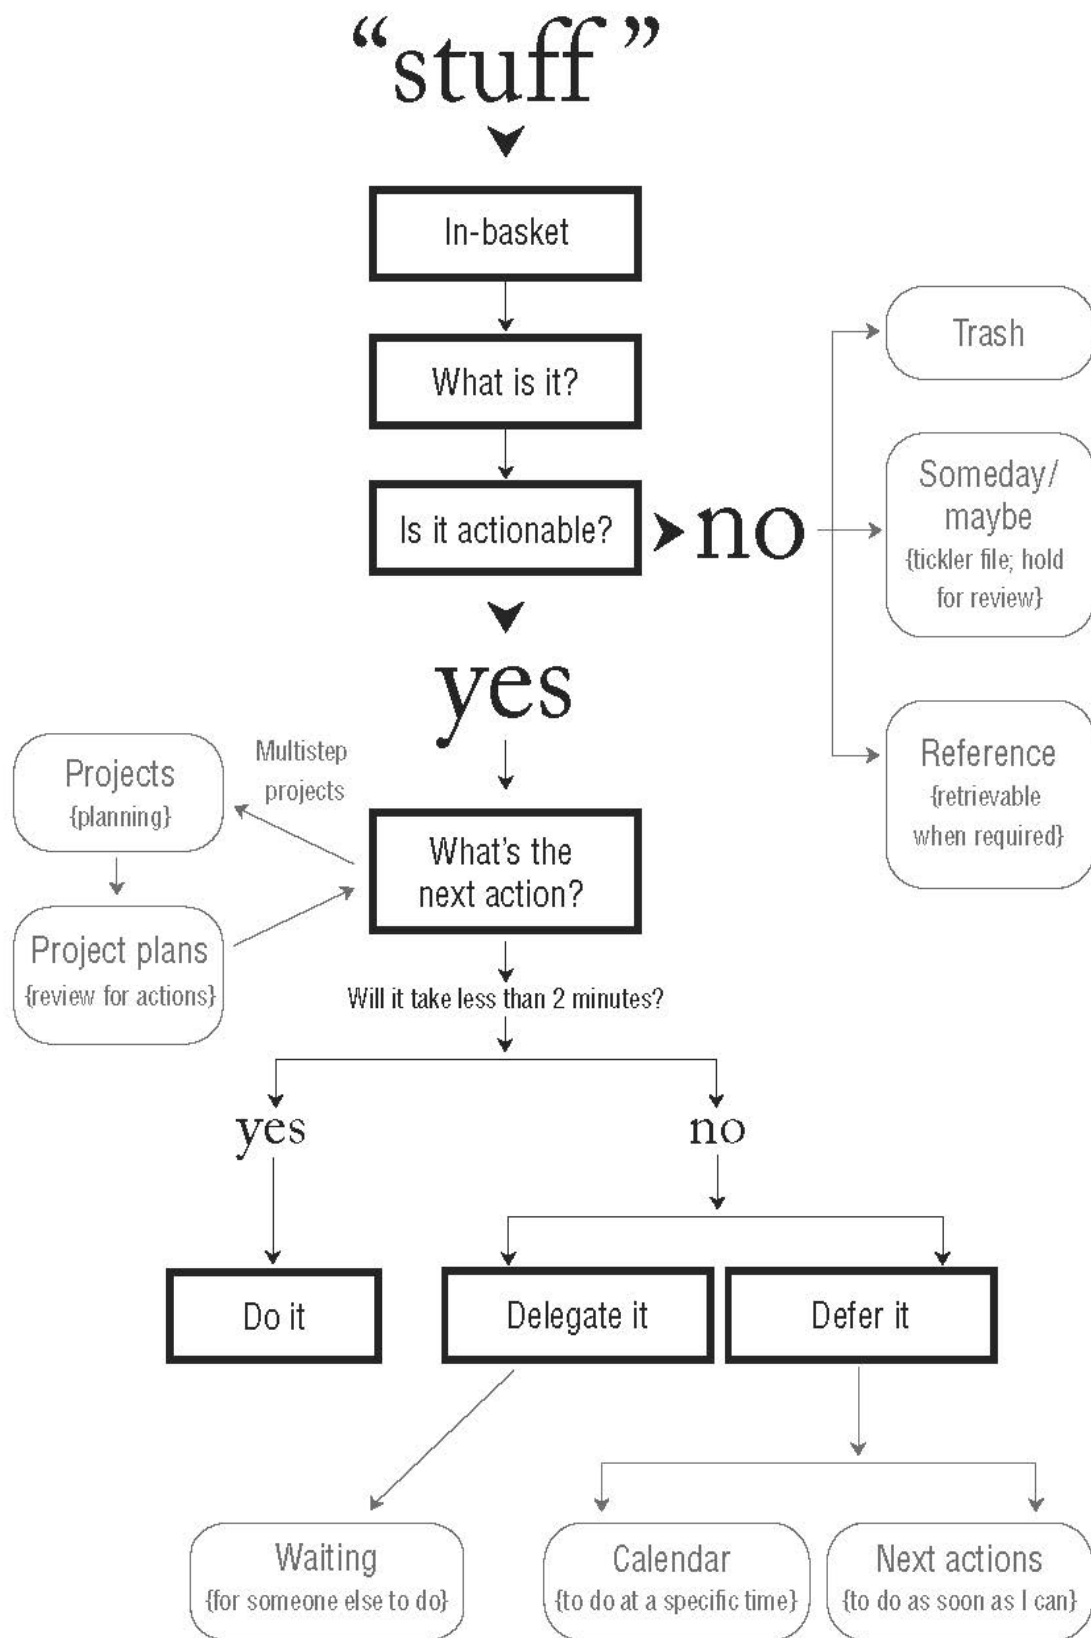 “stuff”
In-basket
What is it?
Is it actionable?
no
Trash
Someday/
maybe
{tickler file; hold
for review}
Reference
{retrievable
when required}
yes
Multistep
projects
Projects
{planning}
Project plans
{review for actions}
What’s the
next action?
Will it take less than 2 minutes?
yes
no
Do it
Delegate it
Defer it
Waiting
{for someone else to do}
Calendar
{to do at a specific time}
Next actions
{to do as soon as I can}